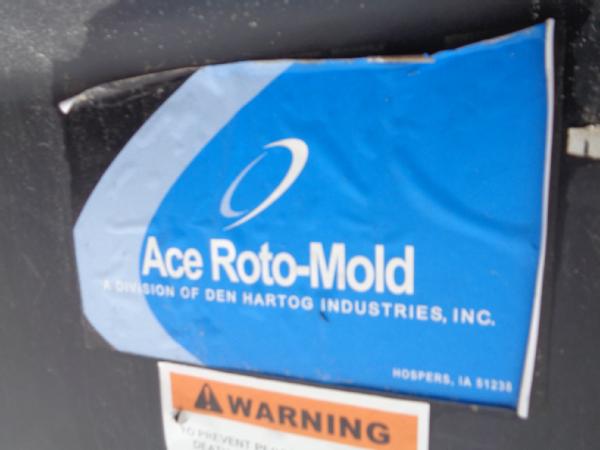 Ace Roto-Mold
A DIVISION OF DEN HARTOG INDUSTRIES, INC.
HOSPERS, IA 51238
WARNING
TO PREVENT